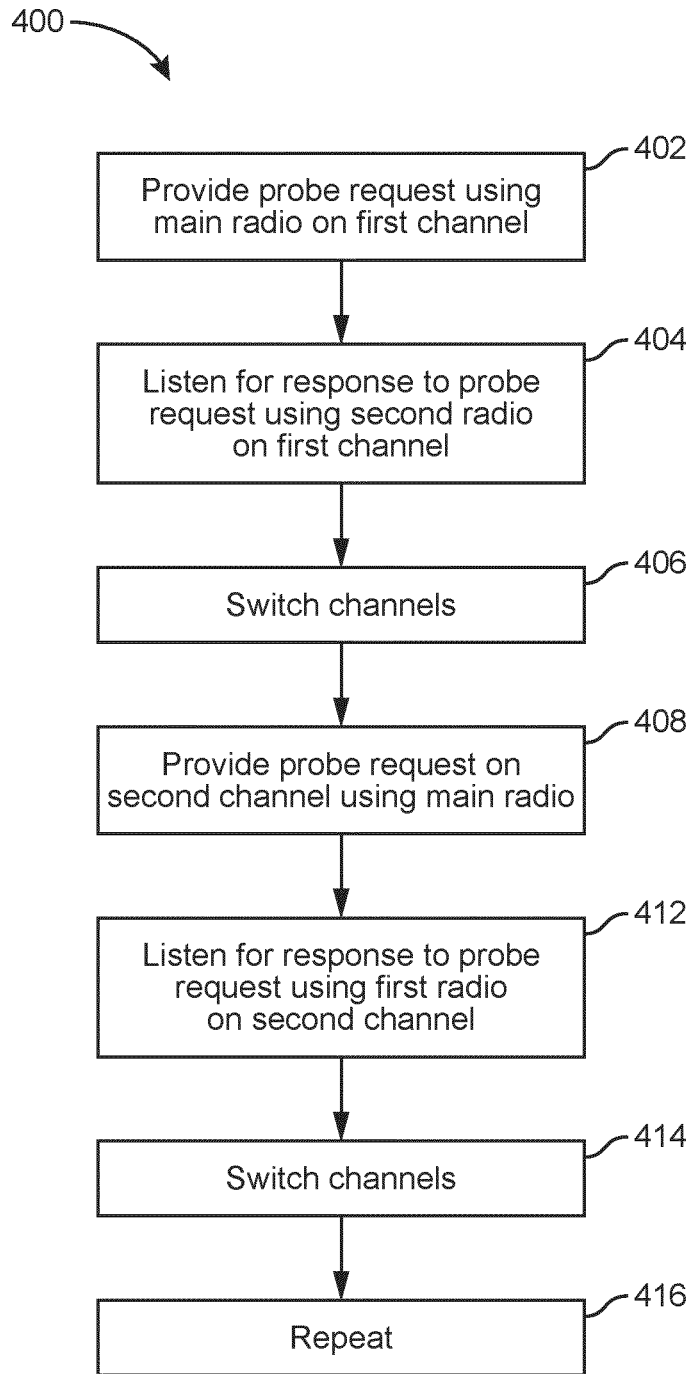 400
402
Provide probe request using
main radio on first channel
404
Listen for response to probe
request using second radio
on first channel
406
Switch channels
408
Provide probe request on
second channel using main radio
412
Listen for response to probe
request using first radio
on second channel
414
Switch channels
416
Repeat